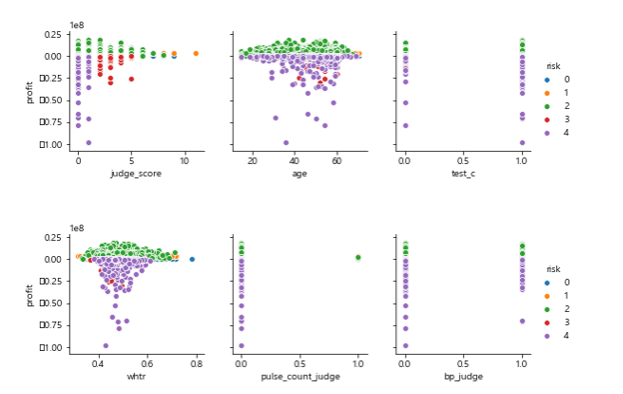 1e8
0.25
0.00
□0.25
□0.50
□0.75
□1.00
profit
0 5 10
judge_score
20 40 60
age
0.0 0.5 1.0
test_c
risk
0
1
2
3
4
1e8
0.25
0.00
□0.25
□0.50
□0.75
□1.00
profit
0.4 0.6 0.8
whtr
0.0 0.5 1.0
pulse_count_judge
0.0 0.5 1.0
bp_judge
risk
0
1
2
3
4